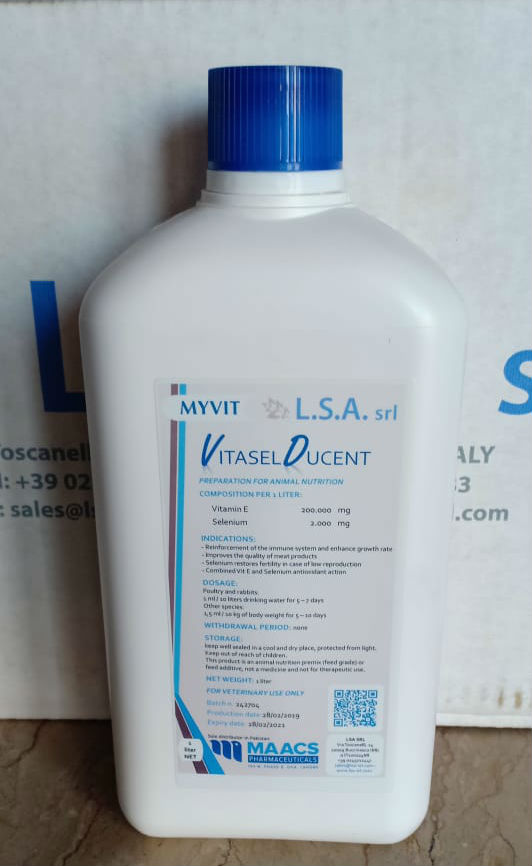 MYVIT L.S.A. srl
VITASEL DUCENT
PREPARATION FOR ANIMAL NUTRITION
COMPOSITION PER 1 LITER:
Vitamin E 200.000 mg
Selenium 2.000 mg
INDICATIONS:
- Reinforcement of the immune system and enhance growth rate
- Improves the quality of meat products
- Selenium restores fertility in case of low reproduction
- Combined Vit E and Selenium antioxidant action
DOSAGE:
Poultry and rabbits:
1 ml / 10 liters drinking water for 5 – 7 days
Other species:
1,5 ml / 10 kg of body weight for 5 – 10 days
WITHDRAWAL PERIOD: none
STORAGE:
keep well sealed in a cool and dry place, protected from light.
Keep out of reach of children.
This product is an animal nutrition premix (feed grade) or
feed additive, not a medicine and not for therapeutic use.
NET WEIGHT: 1 liter
FOR VETERINARY USE ONLY
Batch n. 242704
Production date 28/02/2019
Expiry date 28/02/2021
Sole distributor in Pakistan
MAACS
PHARMACEUTICALS
1
liter
NET
LSA SRL
L S
oscanell ALY
: +39 02 33
: sales@ls .com